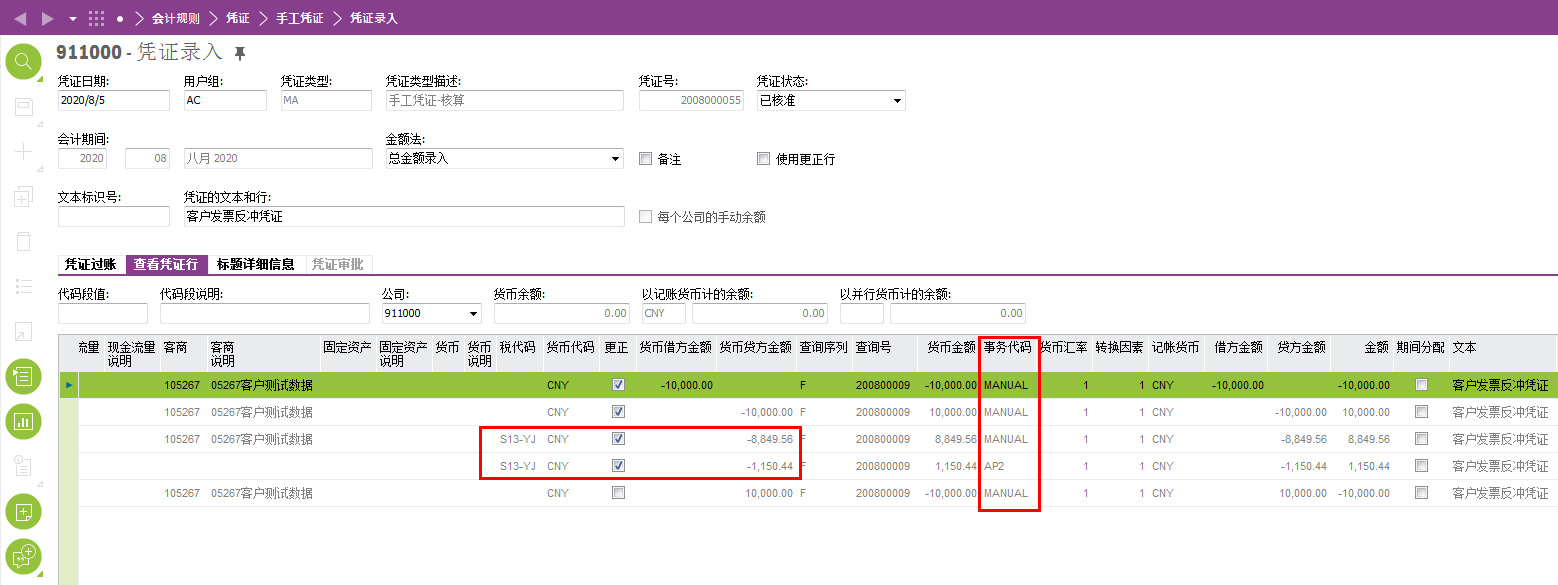 会计规则 凭证 手工凭证 凭证录入
911000 - 凭证录入
凭证日期: 用户组: 凭证类型: 凭证类型描述: 凭证号: 凭证状态:
2020/8/5 AC MA 手工凭证-核算 2008000055 已核准
会计期间: 金额法:
2020 08 八月 2020 总金额录入 备注 使用更正行
文本标识号: 凭证的文本和行:
客户发票反冲凭证 每个公司的手动余额
凭证过账 查看凭证行 标题详细信息 凭证审批
代码段值: 代码段说明: 公司: 货币余额: 以记账货币计的余额: 以并行货币计的余额:
911000 0.00 CNY 0.00 0.00
流量 现金流量说明 客商 客商说明 固定资产 固定资产说明 货币 货币说明 税代码 货币代码 更正 货币借方金额 货币贷方金额 查询序列 查询号 货币金额 事务代码 货币汇率 转换因素 记帐货币 借方金额 贷方金额 金额 期间分配 文本
105267 05267客户测试数据 CNY -10,000.00 F 200800009 -10,000.00 MANUAL 1 1 CNY -10,000.00 -10,000.00 客户发票反冲凭证
105267 05267客户测试数据 CNY -10,000.00 F 200800009 10,000.00 MANUAL 1 1 CNY -10,000.00 10,000.00 客户发票反冲凭证
105267 05267客户测试数据 S13-YJ CNY -8,849.56 F 200800009 8,849.56 MANUAL 1 1 CNY -8,849.56 8,849.56 客户发票反冲凭证
S13-YJ CNY -1,150.44 F 200800009 1,150.44 AP2 1 1 CNY -1,150.44 1,150.44 客户发票反冲凭证
105267 05267客户测试数据 CNY 10,000.00 F 200800009 -10,000.00 MANUAL 1 1 CNY 10,000.00 -10,000.00 客户发票反冲凭证